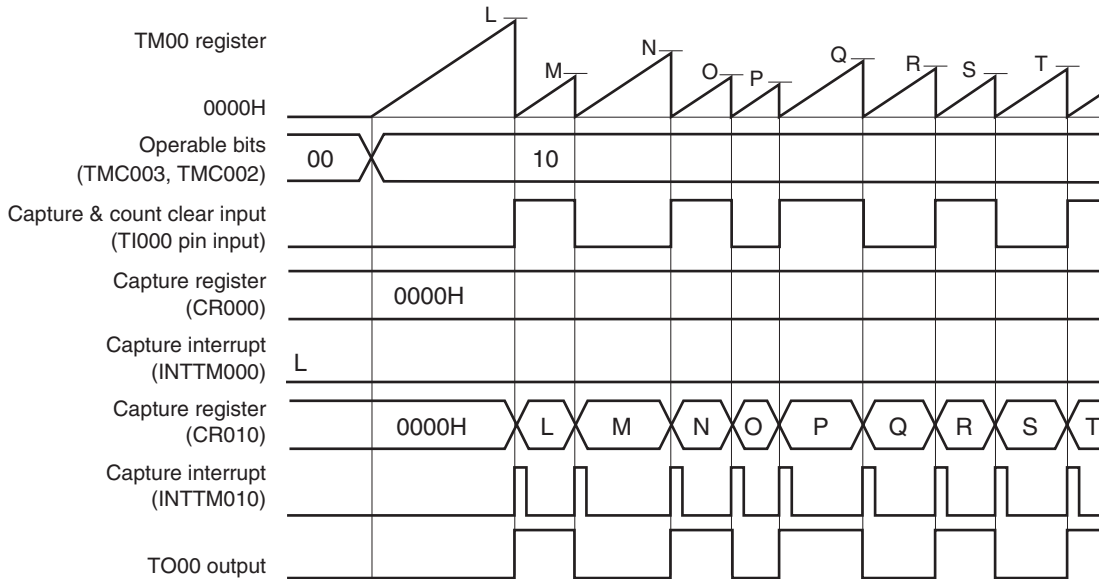 TM00 register
0000H
L
M
N
O
P
Q
R
S
T
Operable bits
(TMC003, TMC002)
00
10
Capture & count clear input
(TI000 pin input)
Capture register
(CR000)
0000H
Capture interrupt
(INTTM000)
L
Capture register
(CR010)
0000H
L
M
N
O
P
Q
R
S
T
Capture interrupt
(INTTM010)
TO00 output